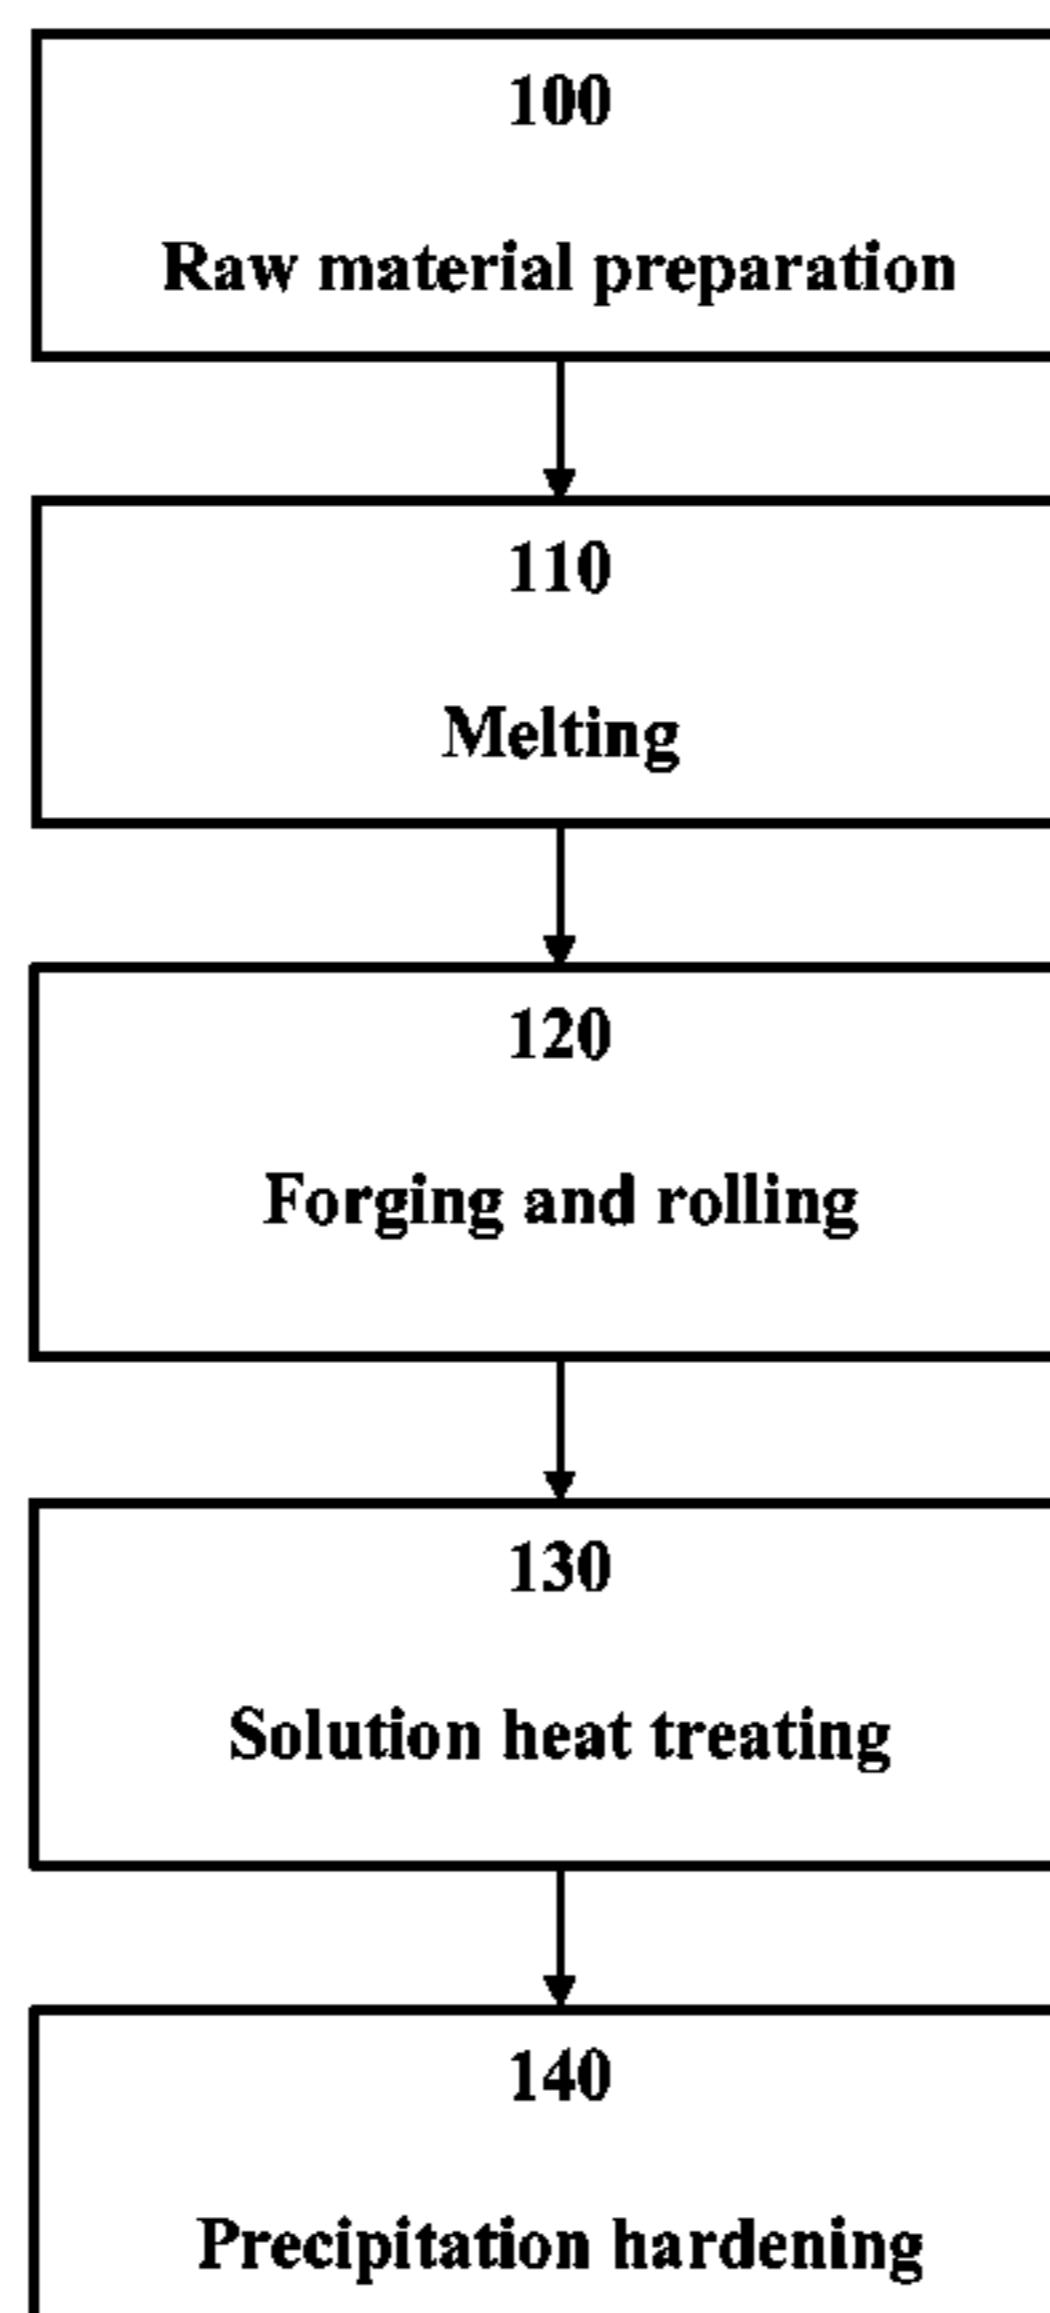 100
Raw material preparation
110
Melting
120
Forging and rolling
130
Solution heat treating
140
Precipitation hardening